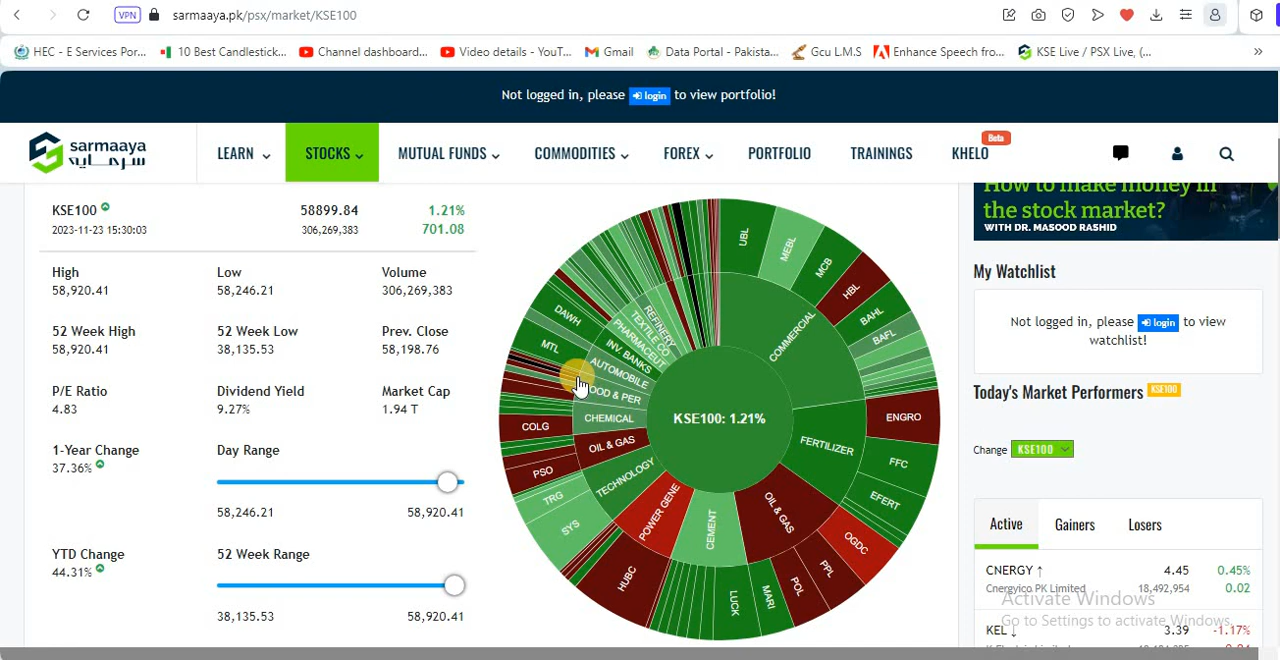 VPN
sarmaaya.pk/psx/market/KSE100
HEC - E Services Por...
10 Best Candlestick...
Channel dashboard...
Video details - YouT...
Gmail
Data Portal - Pakista...
Gcu L.M.S
Enhance Speech fro...
KSE Live / PSX Live, (...
»
Not logged in, please login to view portfolio!
sarmaaya
سرمایہ
LEARN
STOCKS
MUTUAL FUNDS
COMMODITIES
FOREX
PORTFOLIO
TRAININGS
KHELO
Beta
KSE100
58899.84
1.21%
2023-11-23 15:30:03
306,269,383
701.08
High
Low
Volume
58,920.41
58,246.21
306,269,383
52 Week High
52 Week Low
Prev. Close
58,920.41
38,135.53
58,198.76
P/E Ratio
Dividend Yield
Market Cap
4.83
9.27%
1.94 T
1-Year Change
Day Range
37.36%
58,246.21
58,920.41
YTD Change
52 Week Range
44.31%
38,135.53
58,920.41
KSE100: 1.21%
COMMERCIAL
FERTILIZER
OIL & GAS
CEMENT
POWER GENE
TECHNOLOGY
OIL & GAS
CHEMICAL
OOD & PER
AUTOMOBILE
INV. BANKS
PHARMACEUT
TEXTILE CO
REFINERY
UBL
MEBL
MCB
HBL
BAHL
BAFL
ENGRO
FFC
EFERT
OGDC
PPL
POL
MARI
LUCK
HUBC
SYS
TRG
PSO
COLG
MTL
DAWH
How to make money in
the stock market?
WITH DR. MASOOD RASHID
My Watchlist
Not logged in, please login to view
watchlist!
Today's Market Performers KSE100
Change KSE100
Active
Gainers
Losers
CNERGY ↑
4.45
0.45%
Cnergyico PK Limited
18,492,954
0.02
KEL ↓
3.39
-1.17%
Activate Windows
Go to Settings to activate Windows.